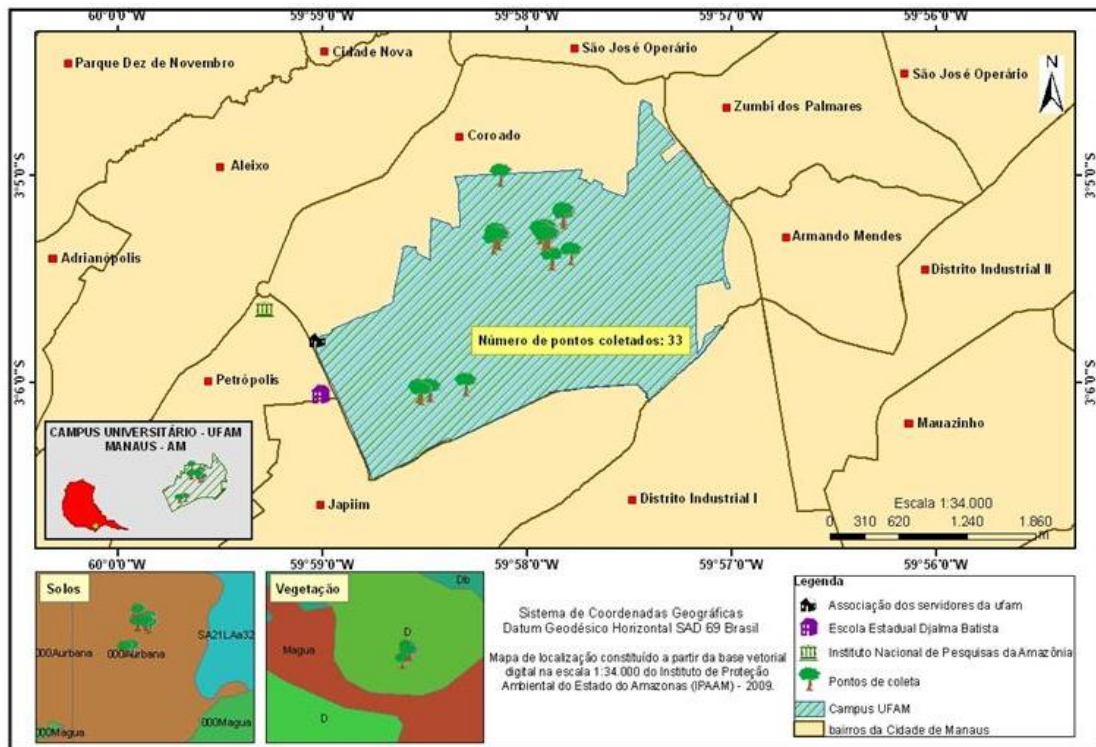 60°0'0"W 59°59'0"W 59°58'0"W 59°57'0"W 59°56'0"W
Parque Dez de Novembro
Cidade Nova
São José Operário
São José Operário
N
Zumbi dos Palmares
Coroado
Aleixo
3°5'0"S
3°5'0"S
Armando Mendes
Adrianópolis
Distrito Industrial II
Número de pontos coletados: 33
Petrópolis
3°6'0"S
3°6'0"S
Mauazinho
CAMPUS UNIVERSITÁRIO - UFAM
MANAUS - AM
Japiim
Distrito Industrial I
Escala 1:34.000
0 310 620 1.240 1.860
m
60°0'0"W 59°59'0"W 59°58'0"W 59°57'0"W 59°56'0"W
Solos
SA21LAa32
000Aurbana
000Aurbana
000Magua
000Magua
Vegetação
Db
D
Magua
D
Sistema de Coordenadas Geográficas
Datum Geodésico Horizontal SAD 69 Brasil
Mapa de localização constituído a partir da base vetorial
digital na escala 1:34.000 do Instituto de Proteção
Ambiental do Estado do Amazonas (IPAAM) - 2009.
Legenda
Associação dos servidores da ufam
Escola Estadual Djalma Batista
Instituto Nacional de Pesquisas da Amazônia
Pontos de coleta
Campus UFAM
bairros da Cidade de Manaus